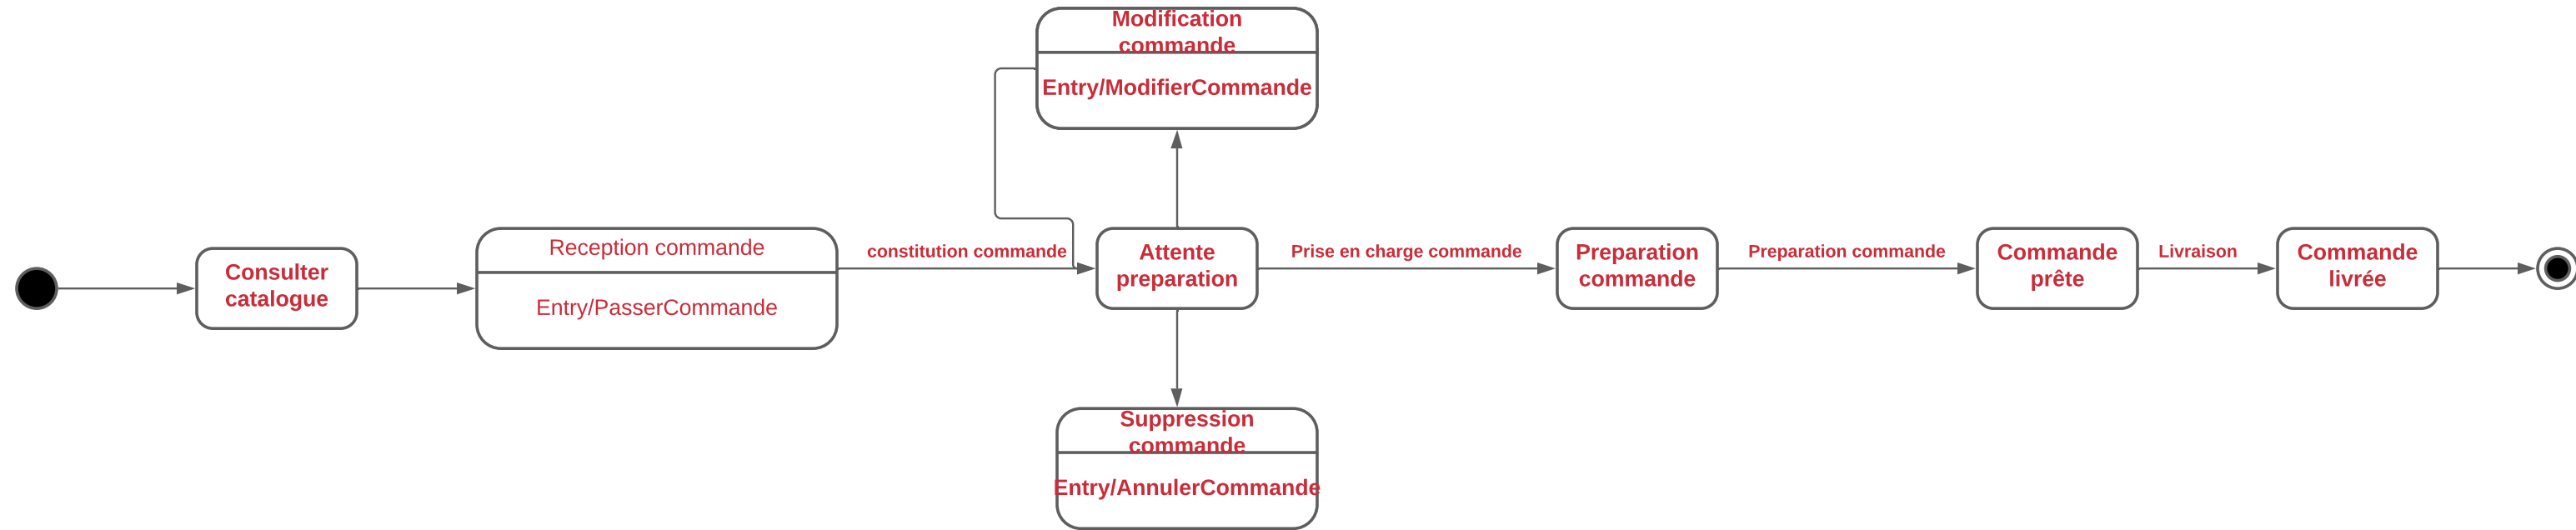 Modification
commande
Entry/ModifierCommande
Consulter
catalogue
Reception commande
Entry/PasserCommande
constitution commande
Attente
preparation
Prise en charge commande
Preparation
commande
Preparation commande
Commande
prête
Livraison
Commande
livrée
Suppression
commande
Entry/AnnulerCommande